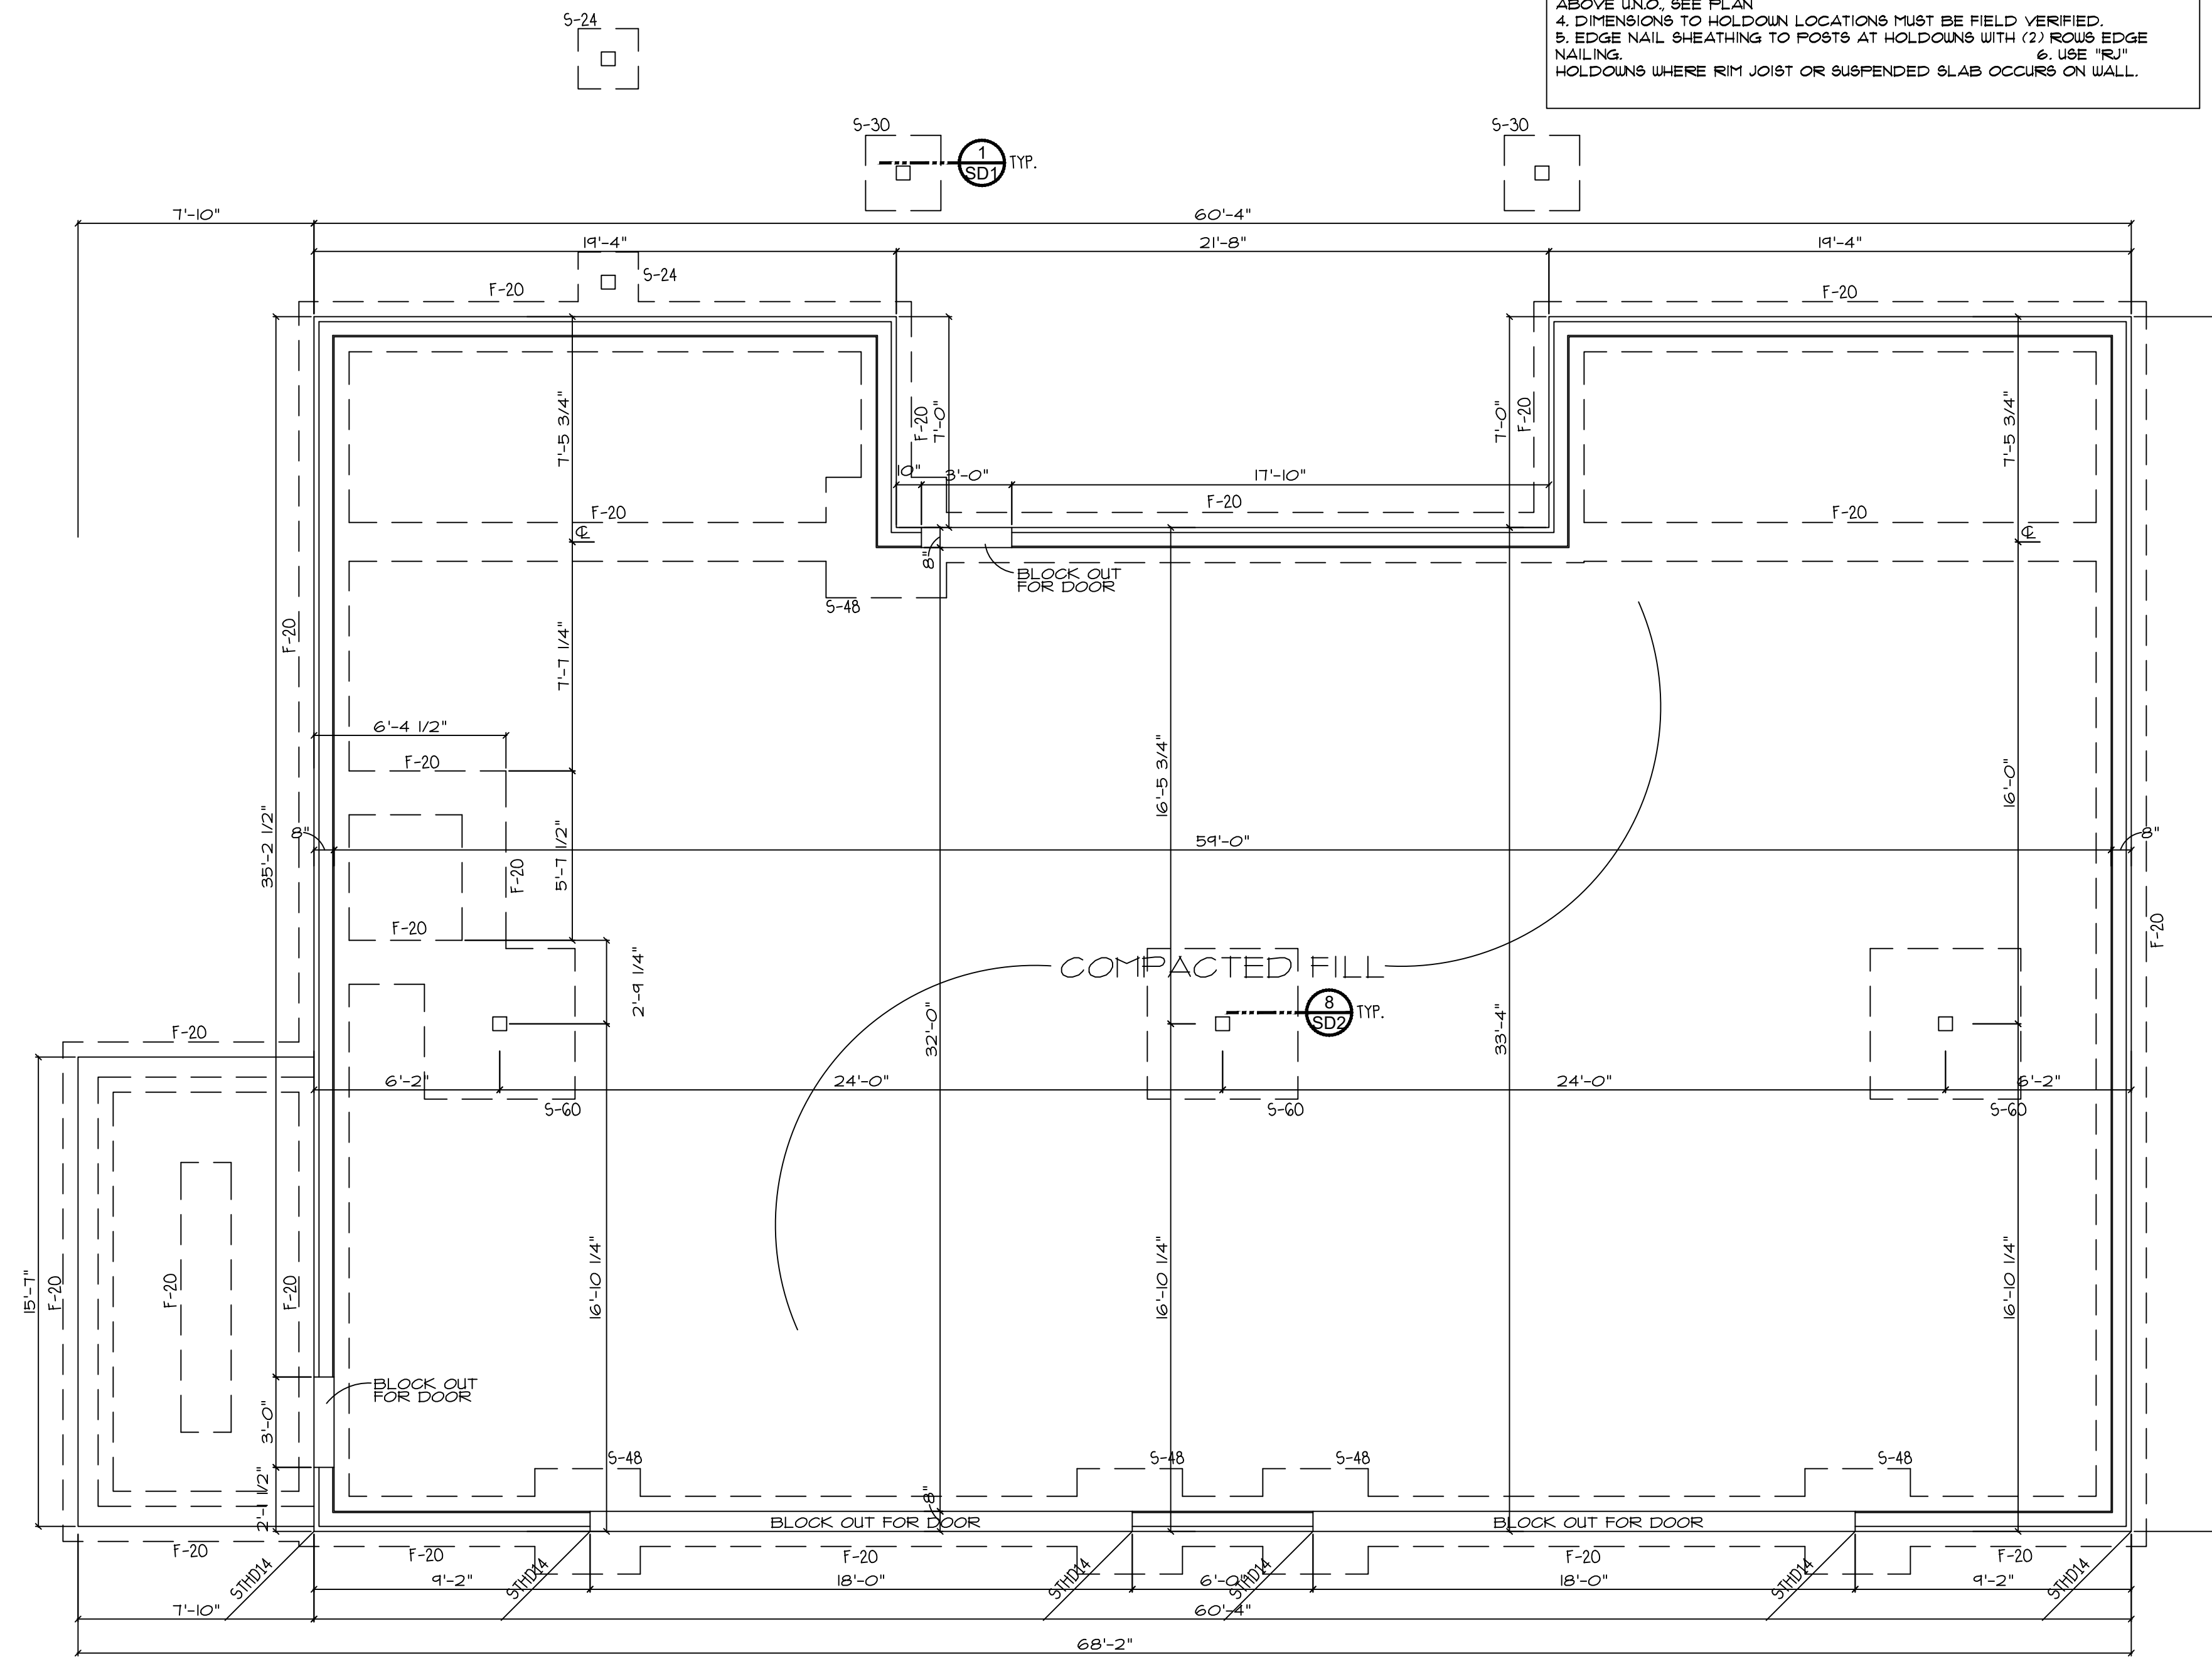 ABOVE U.N.O., SEE PLAN
4. DIMENSIONS TO HOLDOWN LOCATIONS MUST BE FIELD VERIFIED.
5. EDGE NAIL SHEATHING TO POSTS AT HOLDOWNS WITH (2) ROWS EDGE
NAILING. 6. USE "RJ"
HOLDOWNS WHERE RIM JOIST OR SUSPENDED SLAB OCCURS ON WALL.
S-24
S-30
1
SD1
TYP.
S-30
7'-10"
60'-4"
19'-4"
21'-8"
19'-4"
S-24
F-20
F-20
7'-5 3/4"
F-20
7'-0"
7'-0"
F-20
7'-5 3/4"
10"
3'-0"
17'-10"
F-20
F-20
F-20
℄
℄
8"
BLOCK OUT
FOR DOOR
S-48
F-20
7'-7 1/4"
6'-4 1/2"
F-20
16'-5 3/4"
16'-0"
35'-2 1/2"
8"
59'-0"
8"
F-20
5'-7 1/2"
F-20
F-20
2'-9 1/4"
COMPACTED FILL
8
SD2
TYP.
32'-0"
33'-4"
F-20
6'-2"
24'-0"
24'-0"
6'-2"
S-60
S-60
S-60
15'-7"
F-20
F-20
F-20
16'-10 1/4"
16'-10 1/4"
16'-10 1/4"
BLOCK OUT
FOR DOOR
3'-0"
2'-1 1/2"
S-48
S-48
S-48
S-48
8"
BLOCK OUT FOR DOOR
BLOCK OUT FOR DOOR
F-20
F-20
F-20
F-20
F-20
STHD14
STHD14
STHD14
STHD14
STHD14
STHD14
9'-2"
18'-0"
6'-0"
18'-0"
9'-2"
7'-10"
60'-4"
68'-2"